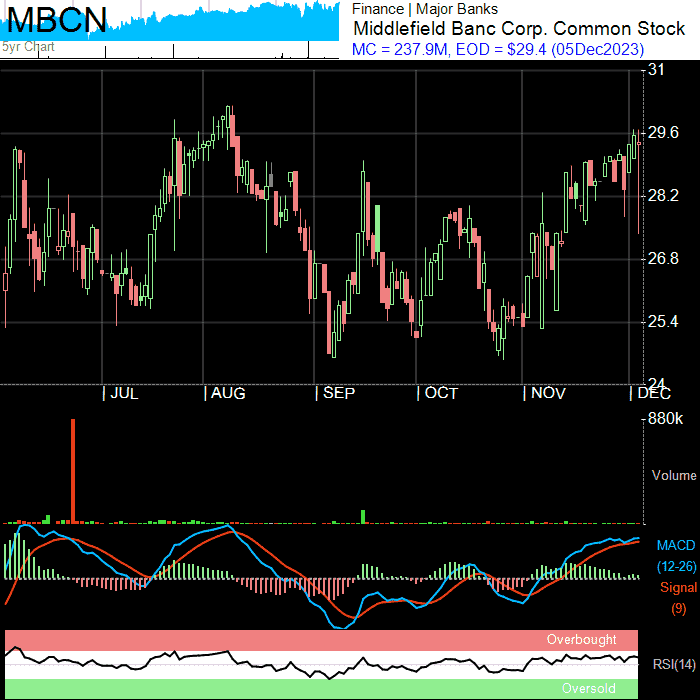 MBCN
5yr Chart
Finance | Major Banks
Middlefield Banc Corp. Common Stock
MC = 237.9M, EOD = $29.4 (05Dec2023)
31
29.6
28.2
26.8
25.4
24
| JUL | AUG | SEP | OCT | NOV | DEC
880k
Volume
MACD
(12-26)
Signal
(9)
Overbought
RSI(14)
Oversold